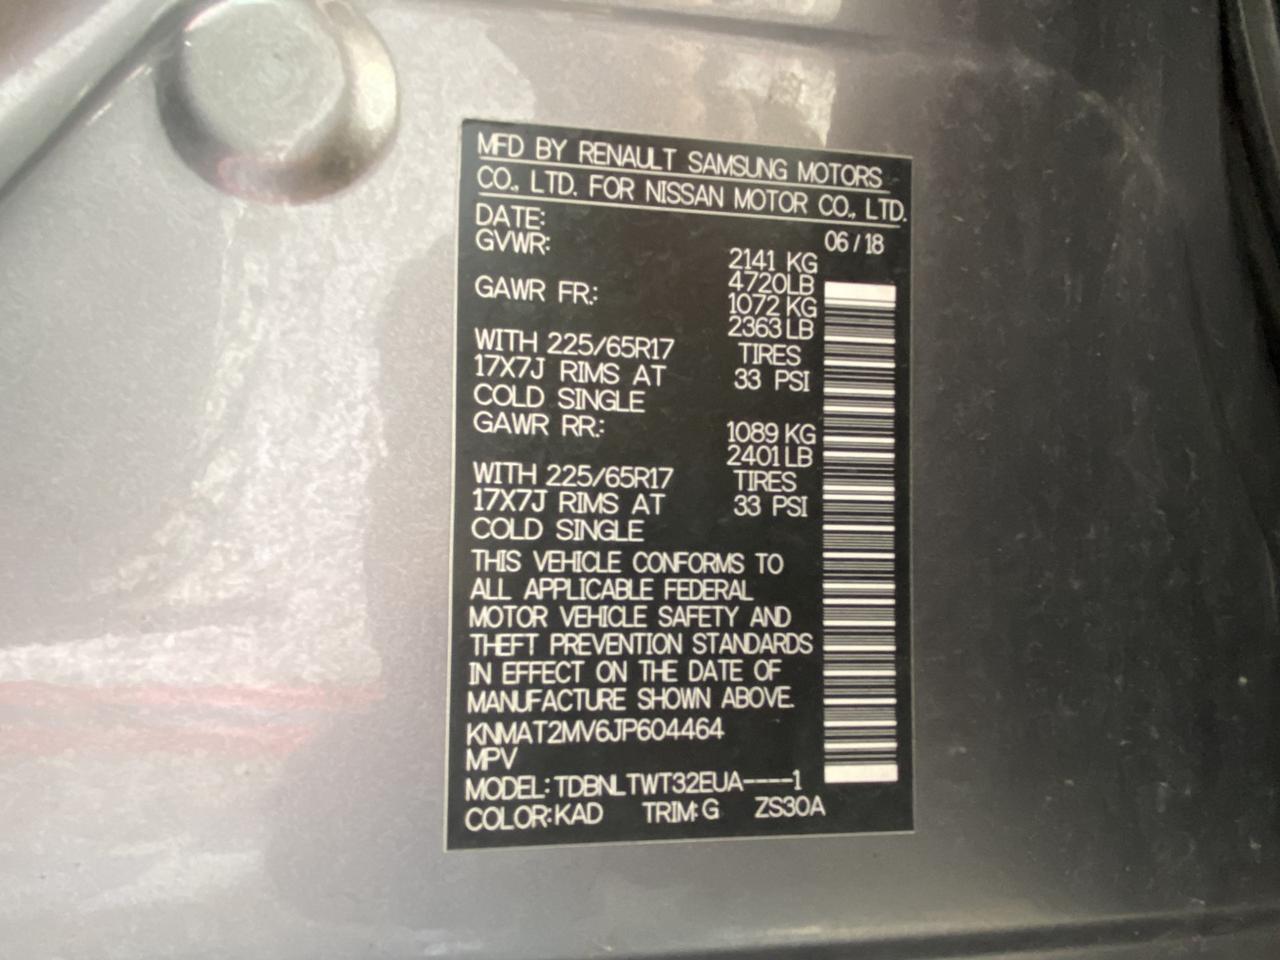 MFD BY RENAULT SAMSUNG MOTORS
CO., LTD. FOR NISSAN MOTOR CO., LTD.
DATE: 06/18
GVWR: 2141 KG
4720LB
GAWR FR.: 1072 KG
2363 LB
WITH 225/65R17 TIRES
17X7J RIMS AT 33 PSI
COLD SINGLE
GAWR RR.: 1089 KG
2401 LB
WITH 225/65R17 TIRES
17X7J RIMS AT 33 PSI
COLD SINGLE
THIS VEHICLE CONFORMS TO
ALL APPLICABLE FEDERAL
MOTOR VEHICLE SAFETY AND
THEFT PREVENTION STANDARDS
IN EFFECT ON THE DATE OF
MANUFACTURE SHOWN ABOVE.
KNMAT2MV6JP604464
MPV
MODEL: TDBNLTWT32EUA----1
COLOR: KAD TRIM: G ZS30A